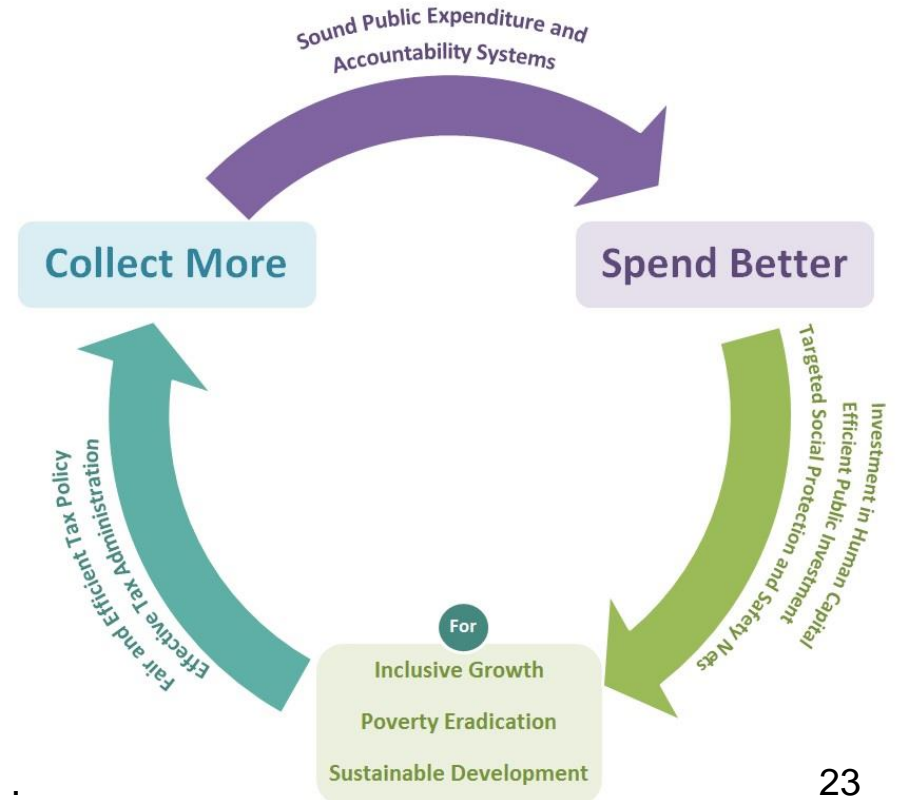 Sound Public Expenditure and
Accountability Systems
Collect More
Spend Better
Investment in Human Capital
Efficient Public Investment
Targeted Social Protection and Safety Nets
Fair and Efficient Tax Policy
Effective Tax Administration
For
Inclusive Growth
Poverty Eradication
Sustainable Development
.
23